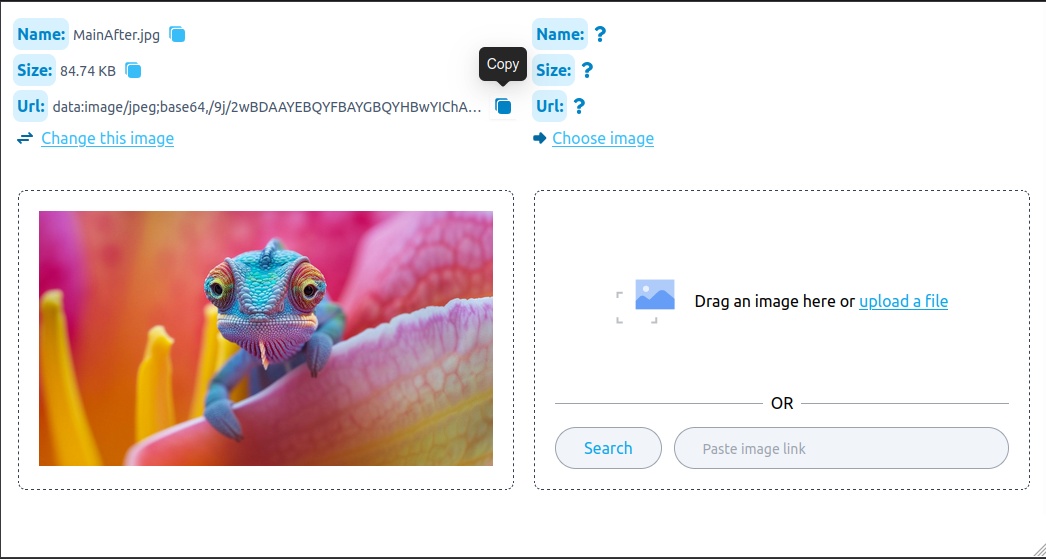 Name: MainAfter.jpg
Size: 84.74 KB
Url: data:image/jpeg;base64,/9j/2wBDAAYEBQYFBAYGBQYHBwYIChA...
Copy
Change this image
Name: ?
Size: ?
Url: ?
Choose image
Drag an image here or upload a file
OR
Search
Paste image link